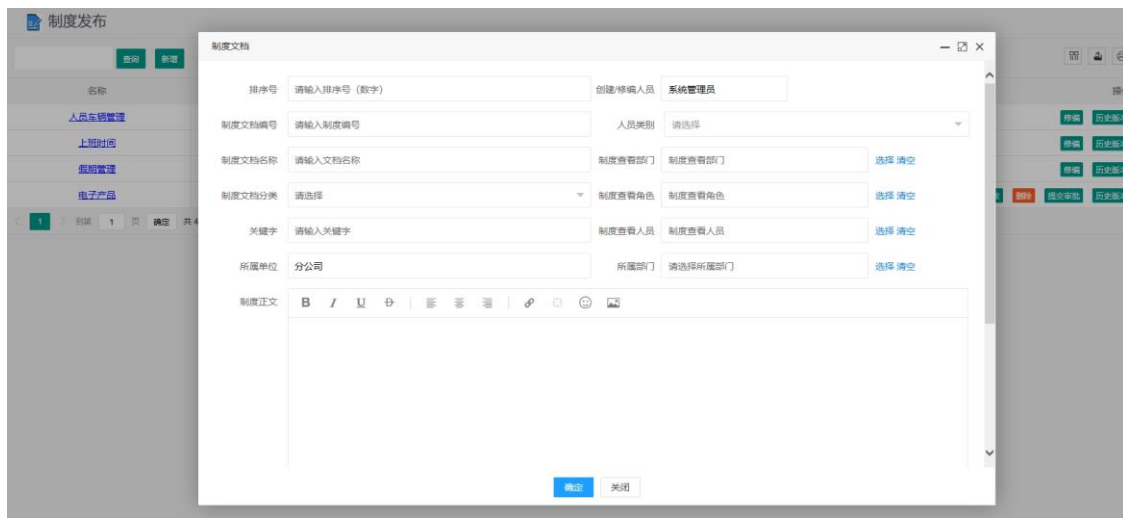 制度发布
查询 新增
名称
操
人员车辆管理
修编 历史版本
上班时间
修编 历史版本
假期管理
修编 历史版本
电子产品
删除 提交审批 历史版本
< 1 > 到第 1 页 确定 共4
制度文档
排序号 请输入排序号 (数字) 创建/修编人员 系统管理员
制度文档编号 请输入制度编号 人员类别 请选择
制度文档名称 请输入文档名称 制度查看部门 制度查看部门 选择 清空
制度文档分类 请选择 制度查看角色 制度查看角色 选择 清空
关键字 请输入关键字 制度查看人员 制度查看人员 选择 清空
所属单位 分公司 所属部门 请选择所属部门 选择 清空
制度正文 B I U
确定 关闭